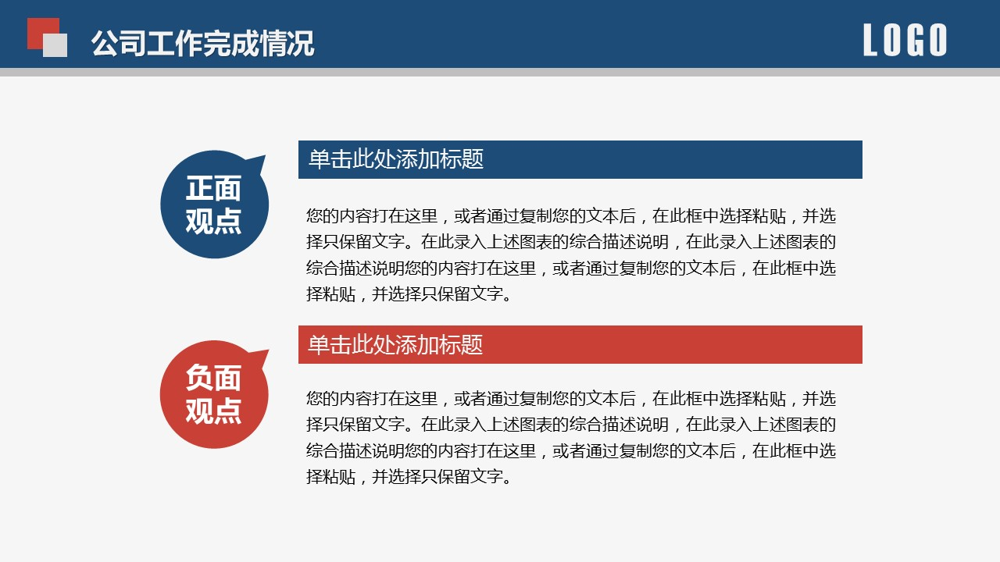 公司工作完成情况
LOGO
正面
观点
单击此处添加标题
您的内容打在这里，或者通过复制您的文本后，在此框中选择粘贴，并选
择只保留文字。在此录入上述图表的综合描述说明，在此录入上述图表的
综合描述说明您的内容打在这里，或者通过复制您的文本后，在此框中选
择粘贴，并选择只保留文字。
负面
观点
单击此处添加标题
您的内容打在这里，或者通过复制您的文本后，在此框中选择粘贴，并选
择只保留文字。在此录入上述图表的综合描述说明，在此录入上述图表的
综合描述说明您的内容打在这里，或者通过复制您的文本后，在此框中选
择粘贴，并选择只保留文字。